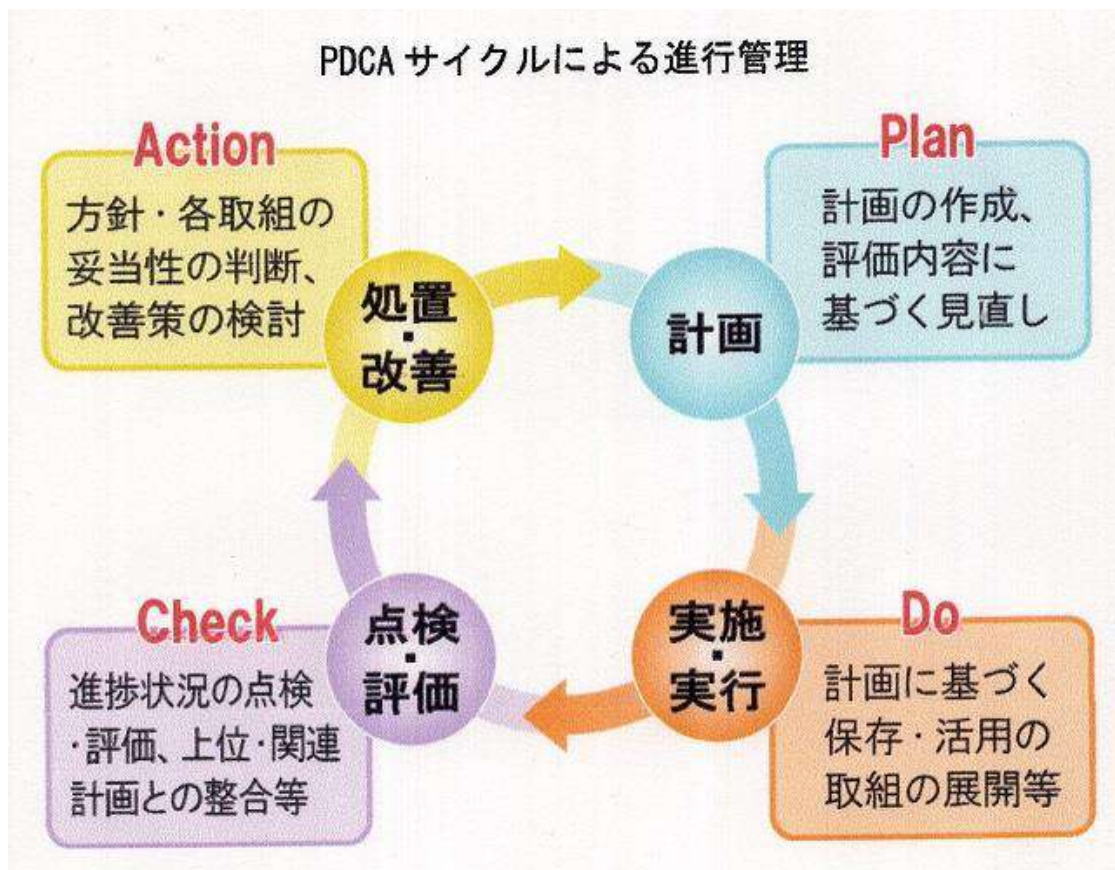 PDCAサイクルによる進行管理
Action
方針・各取組の
妥当性の判断、
改善策の検討
処置
・
改善
Plan
計画の作成、
評価内容に
基づく見直し
計画
Check
進捗状況の点検
・評価、上位・関連
計画との整合等
点検
・
評価
Do
計画に基づく
保存・活用の
取組の展開等
実施
・
実行